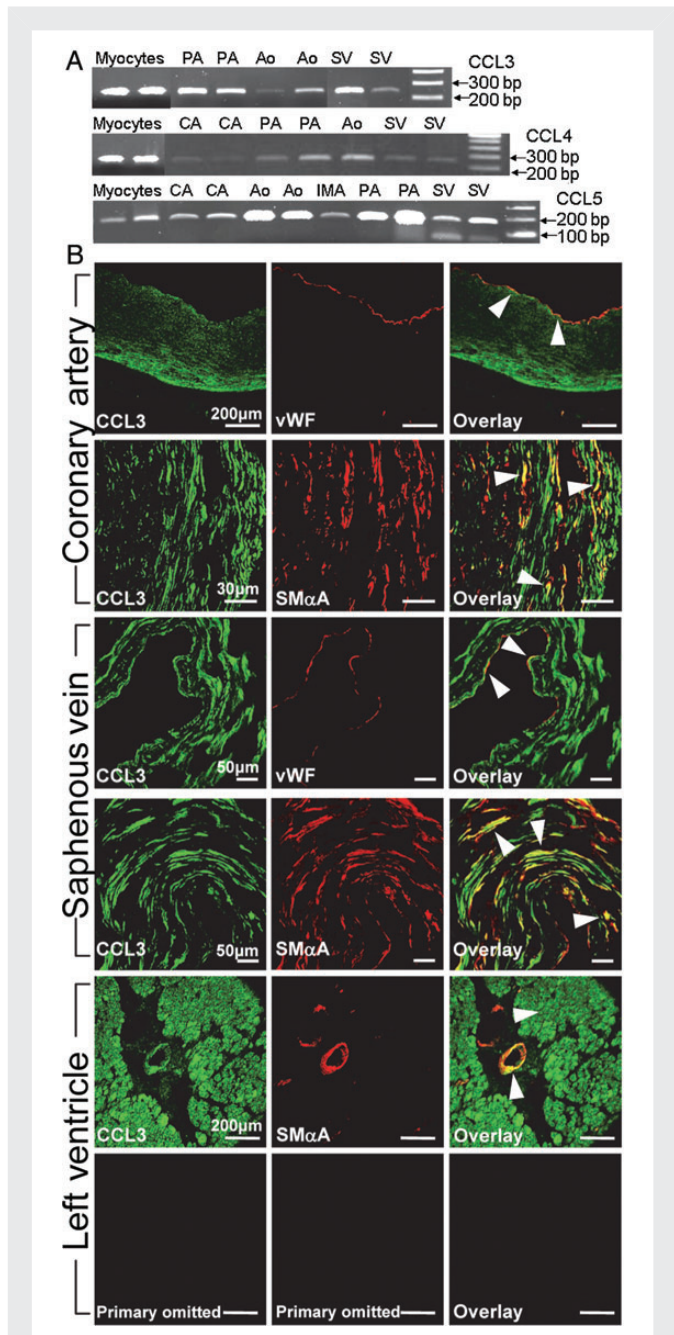 A
Myocytes PA PA Ao Ao SV SV CCL3
300 bp
200 bp
Myocytes CA CA PA PA Ao SV SV CCL4
300 bp
200 bp
Myocytes CA CA Ao Ao IMA PA PA SV SV CCL5
200 bp
100 bp
B
Coronary artery
CCL3 200µm vWF Overlay
CCL3 30µm SMαA Overlay
Saphenous vein
CCL3 50µm vWF Overlay
CCL3 50µm SMαA Overlay
Left ventricle
CCL3 200µm SMαA Overlay
Primary omitted Primary omitted Overlay